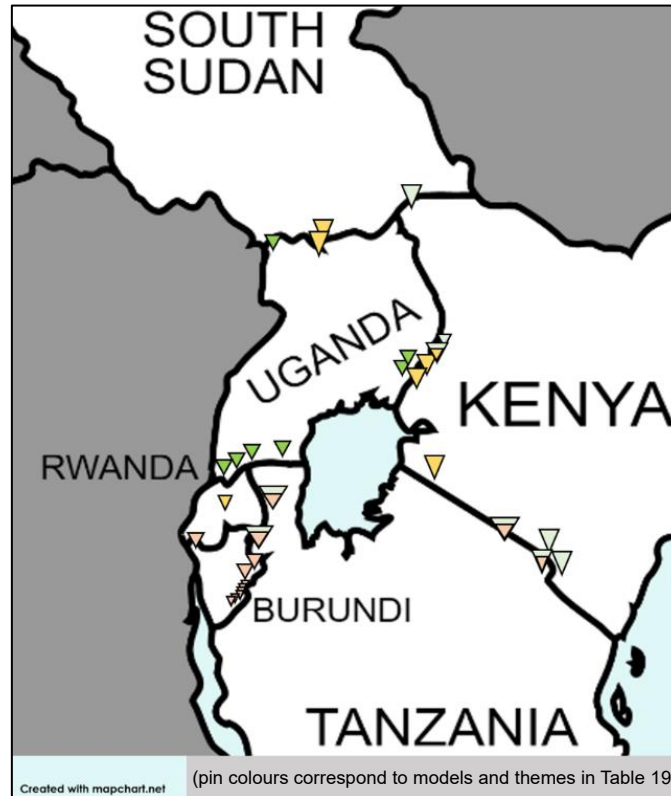 SOUTH
SUDAN
UGANDA
KENYA
RWANDA
BURUNDI
TANZANIA
Created with mapchart.net
(pin colours correspond to models and themes in Table 19